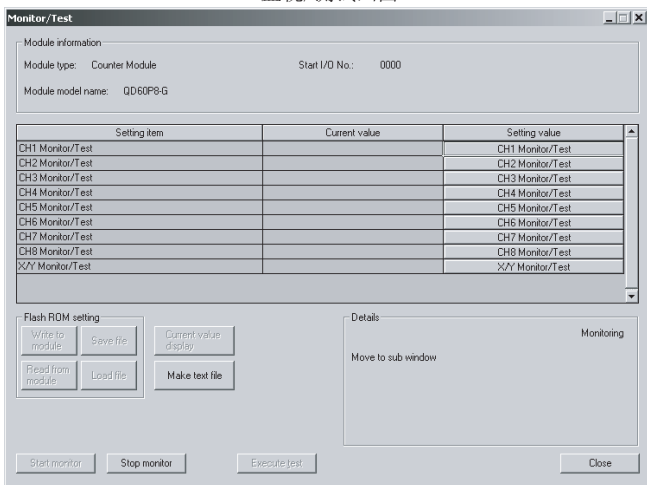 Monitor/Test
Module information
Module type: Counter Module Start I/O No.: 0000
Module model name: QD60P8-G
Setting item Current value Setting value
CH1 Monitor/Test CH1 Monitor/Test
CH2 Monitor/Test CH2 Monitor/Test
CH3 Monitor/Test CH3 Monitor/Test
CH4 Monitor/Test CH4 Monitor/Test
CH5 Monitor/Test CH5 Monitor/Test
CH6 Monitor/Test CH6 Monitor/Test
CH7 Monitor/Test CH7 Monitor/Test
CH8 Monitor/Test CH8 Monitor/Test
X/Y Monitor/Test X/Y Monitor/Test
Flash ROM setting
Write to module
Save file
Current value display
Read from module
Load file
Make text file
Details
Monitoring
Move to sub window
Start monitor
Stop monitor
Execute test
Close